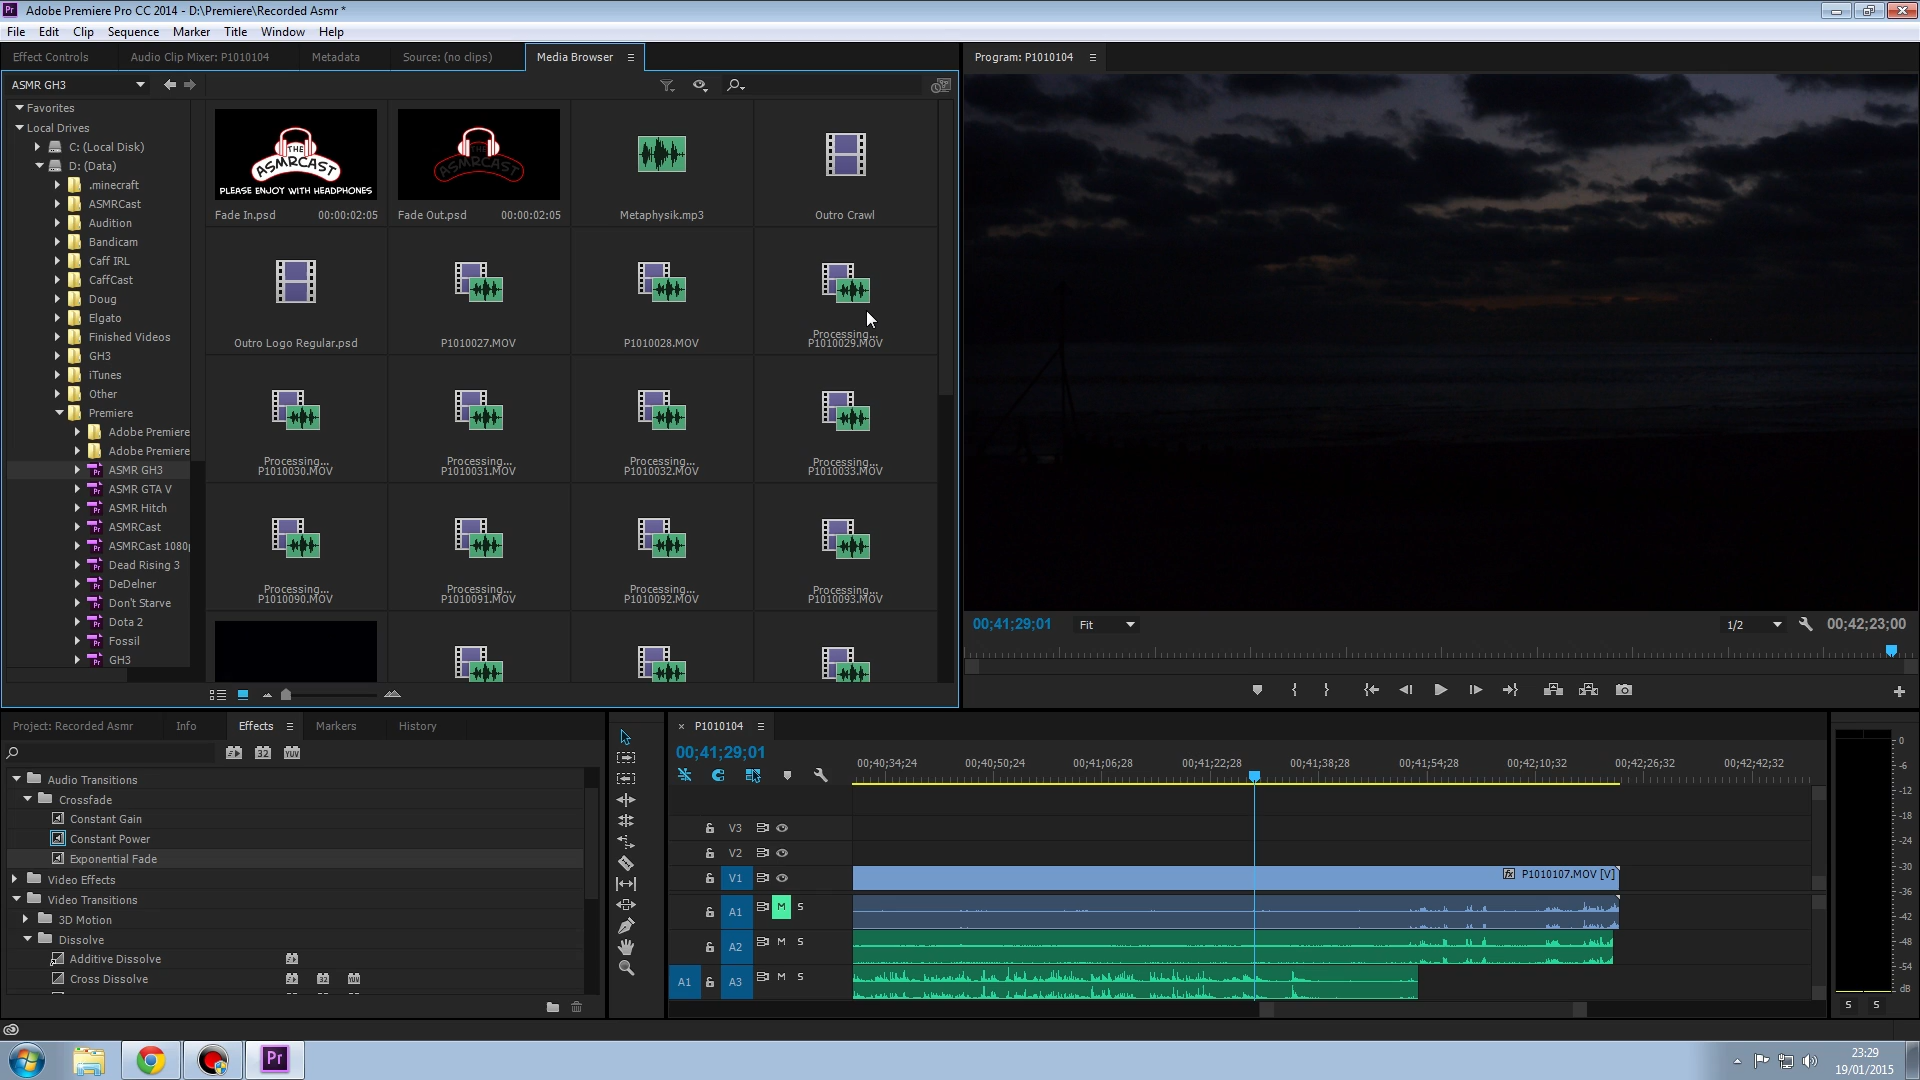 Adobe Premiere Pro CC 2014 - D:\Premiere\Recorded Asmr *
File Edit Clip Sequence Marker Title Window Help
Effect Controls Audio Clip Mixer: P1010104 Metadata Source: (no clips) Media Browser
Program: P1010104
ASMR GH3
Favorites
Local Drives
C: (Local Disk)
D: (Data)
.minecraft
ASMRCast
Audition
Bandicam
Caff IRL
CaffCast
Doug
Elgato
Finished Videos
GH3
iTunes
Other
Premiere
Adobe Premiere
Adobe Premiere
ASMR GH3
ASMR GTA V
ASMR Hitch
ASMRCast
ASMRCast 1080p
Dead Rising 3
DeDelner
Don't Starve
Dota 2
Fossil
GH3
THE
ASMRCAST
PLEASE ENJOY WITH HEADPHONES
THE
ASMRCAST
Fade In.psd 00:00:02:05
Fade Out.psd 00:00:02:05
Metaphysik.mp3
Outro Crawl
Outro Logo Regular.psd
P1010027.MOV
P1010028.MOV
Processing...
P1010029.MOV
Processing...
P1010030.MOV
Processing...
P1010031.MOV
Processing...
P1010032.MOV
Processing...
P1010033.MOV
Processing...
P1010090.MOV
Processing...
P1010091.MOV
Processing...
P1010092.MOV
Processing...
P1010093.MOV
00;41;29;01 Fit 1/2 00;42;23;00
Project: Recorded Asmr Info Effects Markers History
32 YUV
Audio Transitions
Crossfade
Constant Gain
Constant Power
Exponential Fade
Video Effects
Video Transitions
3D Motion
Dissolve
Additive Dissolve
Cross Dissolve
P1010104
00;41;29;01
00;40;34;24 00;40;50;24 00;41;06;28 00;41;22;28 00;41;38;28 00;41;54;28 00;42;10;32 00;42;26;32 00;42;42;32
V3
V2
V1
fx P1010107.MOV [V]
A1 M S
A2 M S
A1 A3 M S
0
-6
-12
-18
-24
-30
-36
-42
-48
-54
dB
S S
Pr
23:29
19/01/2015